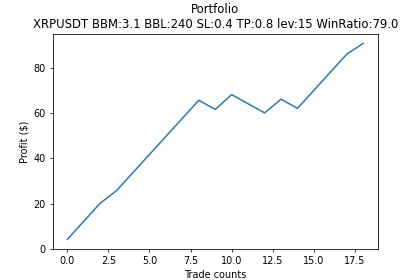 Portfolio
XRPUSDT BBM:3.1 BBL:240 SL:0.4 TP:0.8 lev:15 WinRatio:79.0
Profit ($)
80
60
40
20
0
0.0 2.5 5.0 7.5 10.0 12.5 15.0 17.5
Trade counts